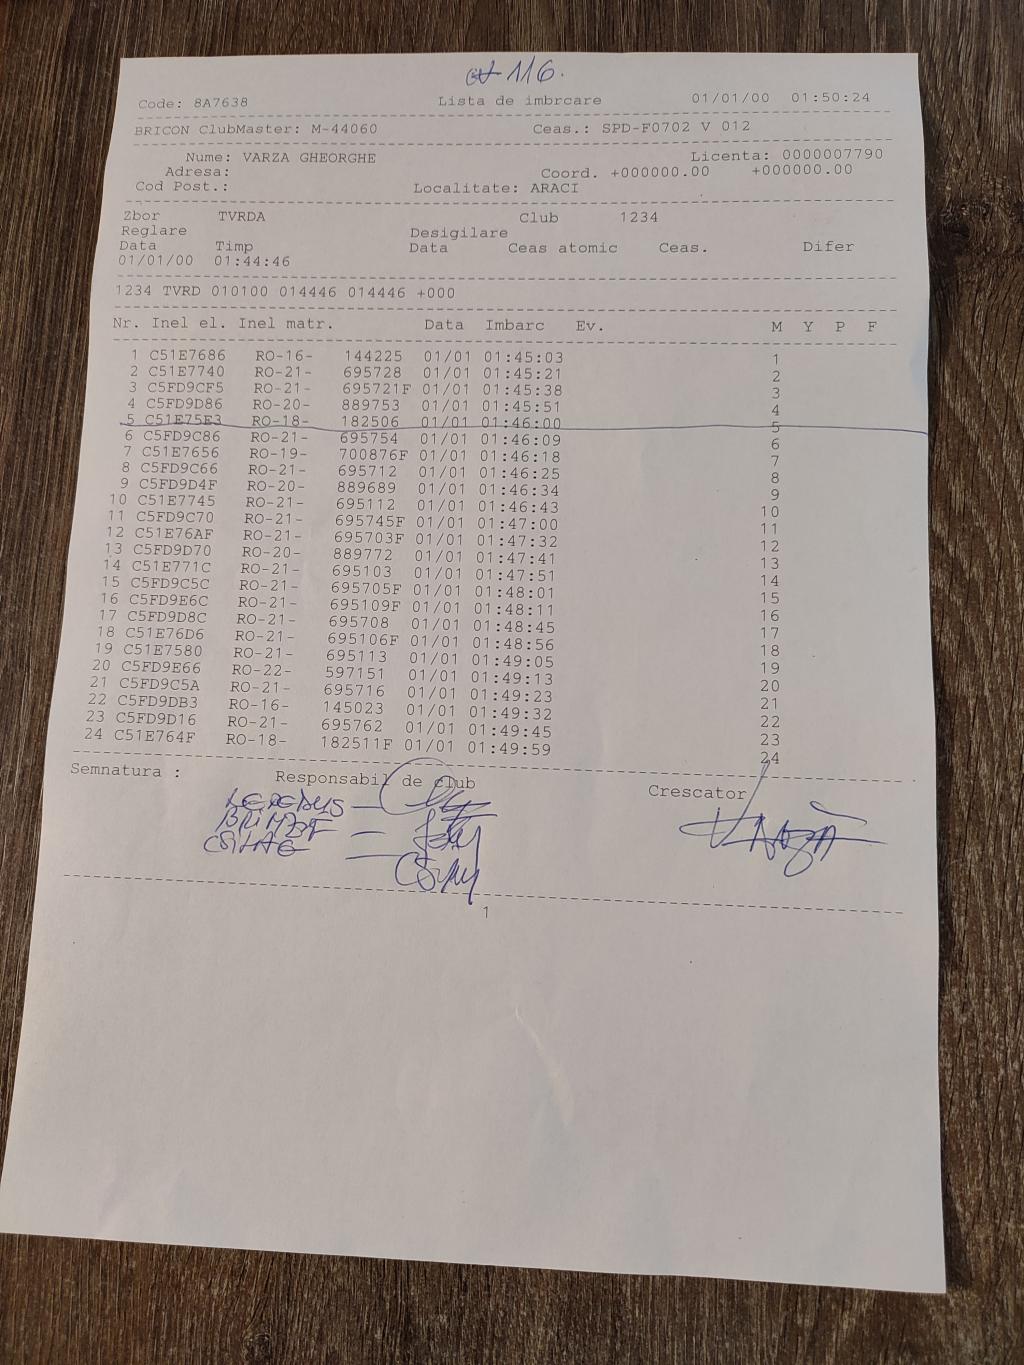 116.
Code: 8A7638 Lista de imbrcare 01/01/00 01:50:24
BRICON ClubMaster: M-44060 Ceas.: SPD-F0702 V 012
Nume: VARZA GHEORGHE Licenta: 0000007790
Adresa: Coord. +000000.00 +000000.00
Cod Post.: Localitate: ARACI
Zbor TVRDA Club 1234
Reglare Desigilare
Data Timp Data Ceas atomic Ceas. Difer
01/01/00 01:44:46
1234 TVRD 010100 014446 014446 +000
Nr. Inel el. Inel matr. Data Imbarc Ev. M Y P F
1 C51E7686 RO-16- 144225 01/01 01:45:03 1
2 C51E7740 RO-21- 695728 01/01 01:45:21 2
3 C5FD9CF5 RO-21- 695721F 01/01 01:45:38 3
4 C5FD9D86 RO-20- 889753 01/01 01:45:51 4
5 C51E75E3 RO-18- 182506 01/01 01:46:00 5
6 C5FD9C86 RO-21- 695754 01/01 01:46:09 6
7 C51E7656 RO-19- 700876F 01/01 01:46:18 7
8 C5FD9C66 RO-21- 695712 01/01 01:46:25 8
9 C5FD9D4F RO-20- 889689 01/01 01:46:34 9
10 C51E7745 RO-21- 695112 01/01 01:46:43 10
11 C5FD9C70 RO-21- 695745F 01/01 01:47:00 11
12 C51E76AF RO-21- 695703F 01/01 01:47:32 12
13 C5FD9D70 RO-20- 889772 01/01 01:47:41 13
14 C51E771C RO-21- 695103 01/01 01:47:51 14
15 C5FD9C5C RO-21- 695705F 01/01 01:48:01 15
16 C5FD9E6C RO-21- 695109F 01/01 01:48:11 16
17 C5FD9D8C RO-21- 695708 01/01 01:48:45 17
18 C51E76D6 RO-21- 695106F 01/01 01:48:56 18
19 C51E7580 RO-21- 695113 01/01 01:49:05 19
20 C5FD9E66 RO-22- 597151 01/01 01:49:13 20
21 C5FD9C5A RO-21- 695716 01/01 01:49:23 21
22 C5FD9DB3 RO-16- 145023 01/01 01:49:32 22
23 C5FD9D16 RO-21- 695762 01/01 01:49:45 23
24 C51E764F RO-18- 182511F 01/01 01:49:59 24
Semnatura : Responsabil de club Crescator
1